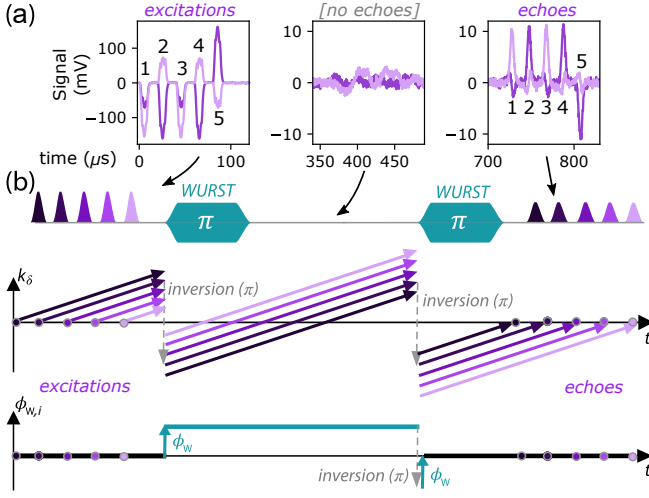 (a)
excitations
[no echoes]
echoes
Signal
(mV)
100
0
−100
1
2
3
4
5
10
0
−10
10
0
−10
1
2
3
4
5
time (μs)
0
100
350
400
450
700
800
(b)
WURST
π
WURST
π
k_δ
inversion (π)
inversion (π)
t
excitations
echoes
ϕ_W,i
ϕ_W
inversion (π)
ϕ_W
t